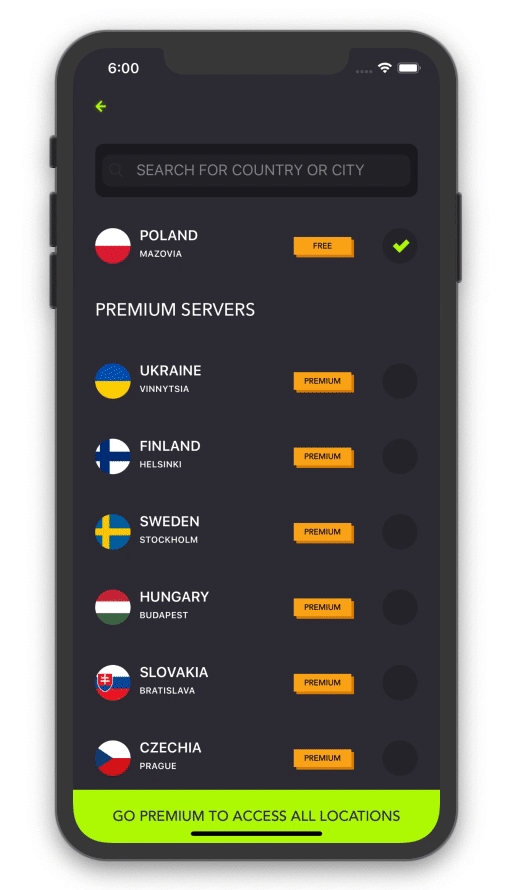 6:00
SEARCH FOR COUNTRY OR CITY
POLAND
MAZOVIA
FREE
PREMIUM SERVERS
UKRAINE
VINNYTSIA
PREMIUM
FINLAND
HELSINKI
PREMIUM
SWEDEN
STOCKHOLM
PREMIUM
HUNGARY
BUDAPEST
PREMIUM
SLOVAKIA
BRATISLAVA
PREMIUM
CZECHIA
PRAGUE
PREMIUM
GO PREMIUM TO ACCESS ALL LOCATIONS